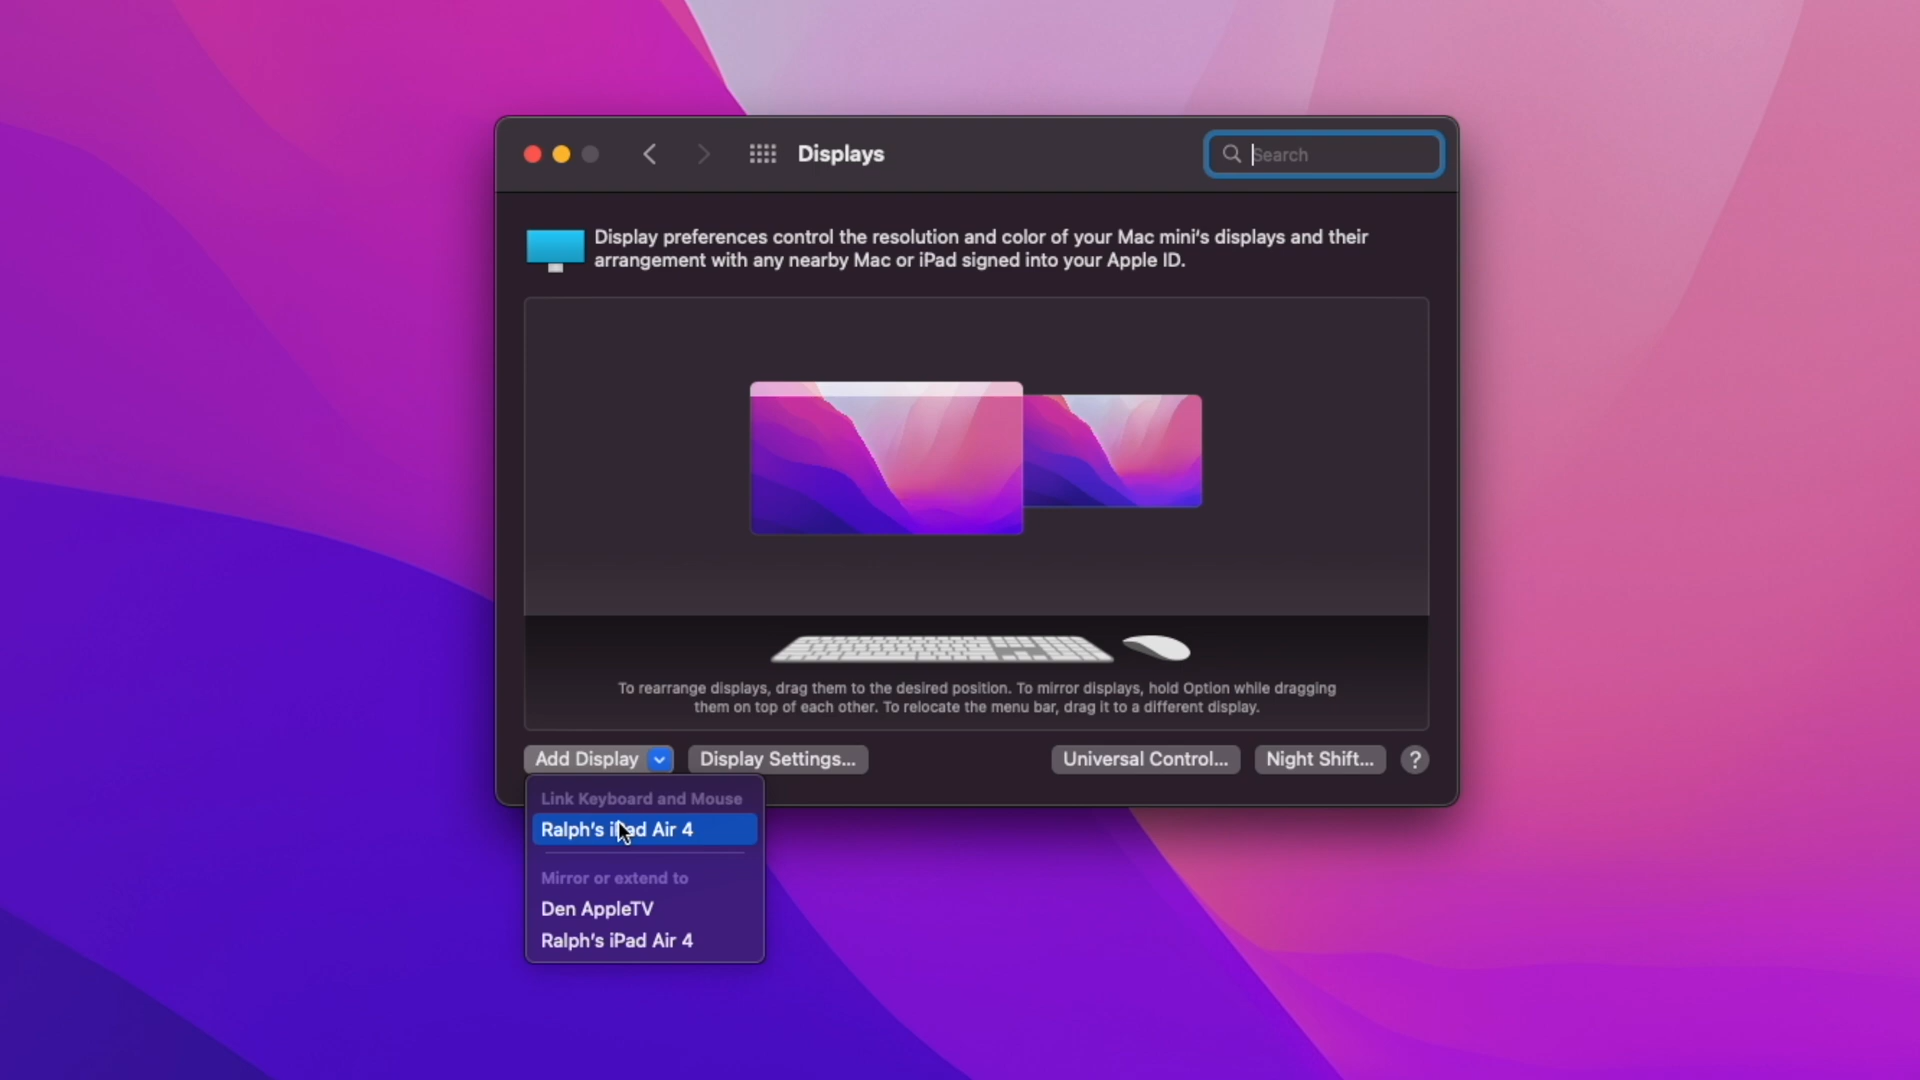 Displays
Search
Display preferences control the resolution and color of your Mac mini's displays and their
arrangement with any nearby Mac or iPad signed into your Apple ID.
To rearrange displays, drag them to the desired position. To mirror displays, hold Option while dragging
them on top of each other. To relocate the menu bar, drag it to a different display.
Add Display
Display Settings...
Universal Control...
Night Shift...
?
Link Keyboard and Mouse
Ralph's iPad Air 4
Mirror or extend to
Den AppleTV
Ralph's iPad Air 4